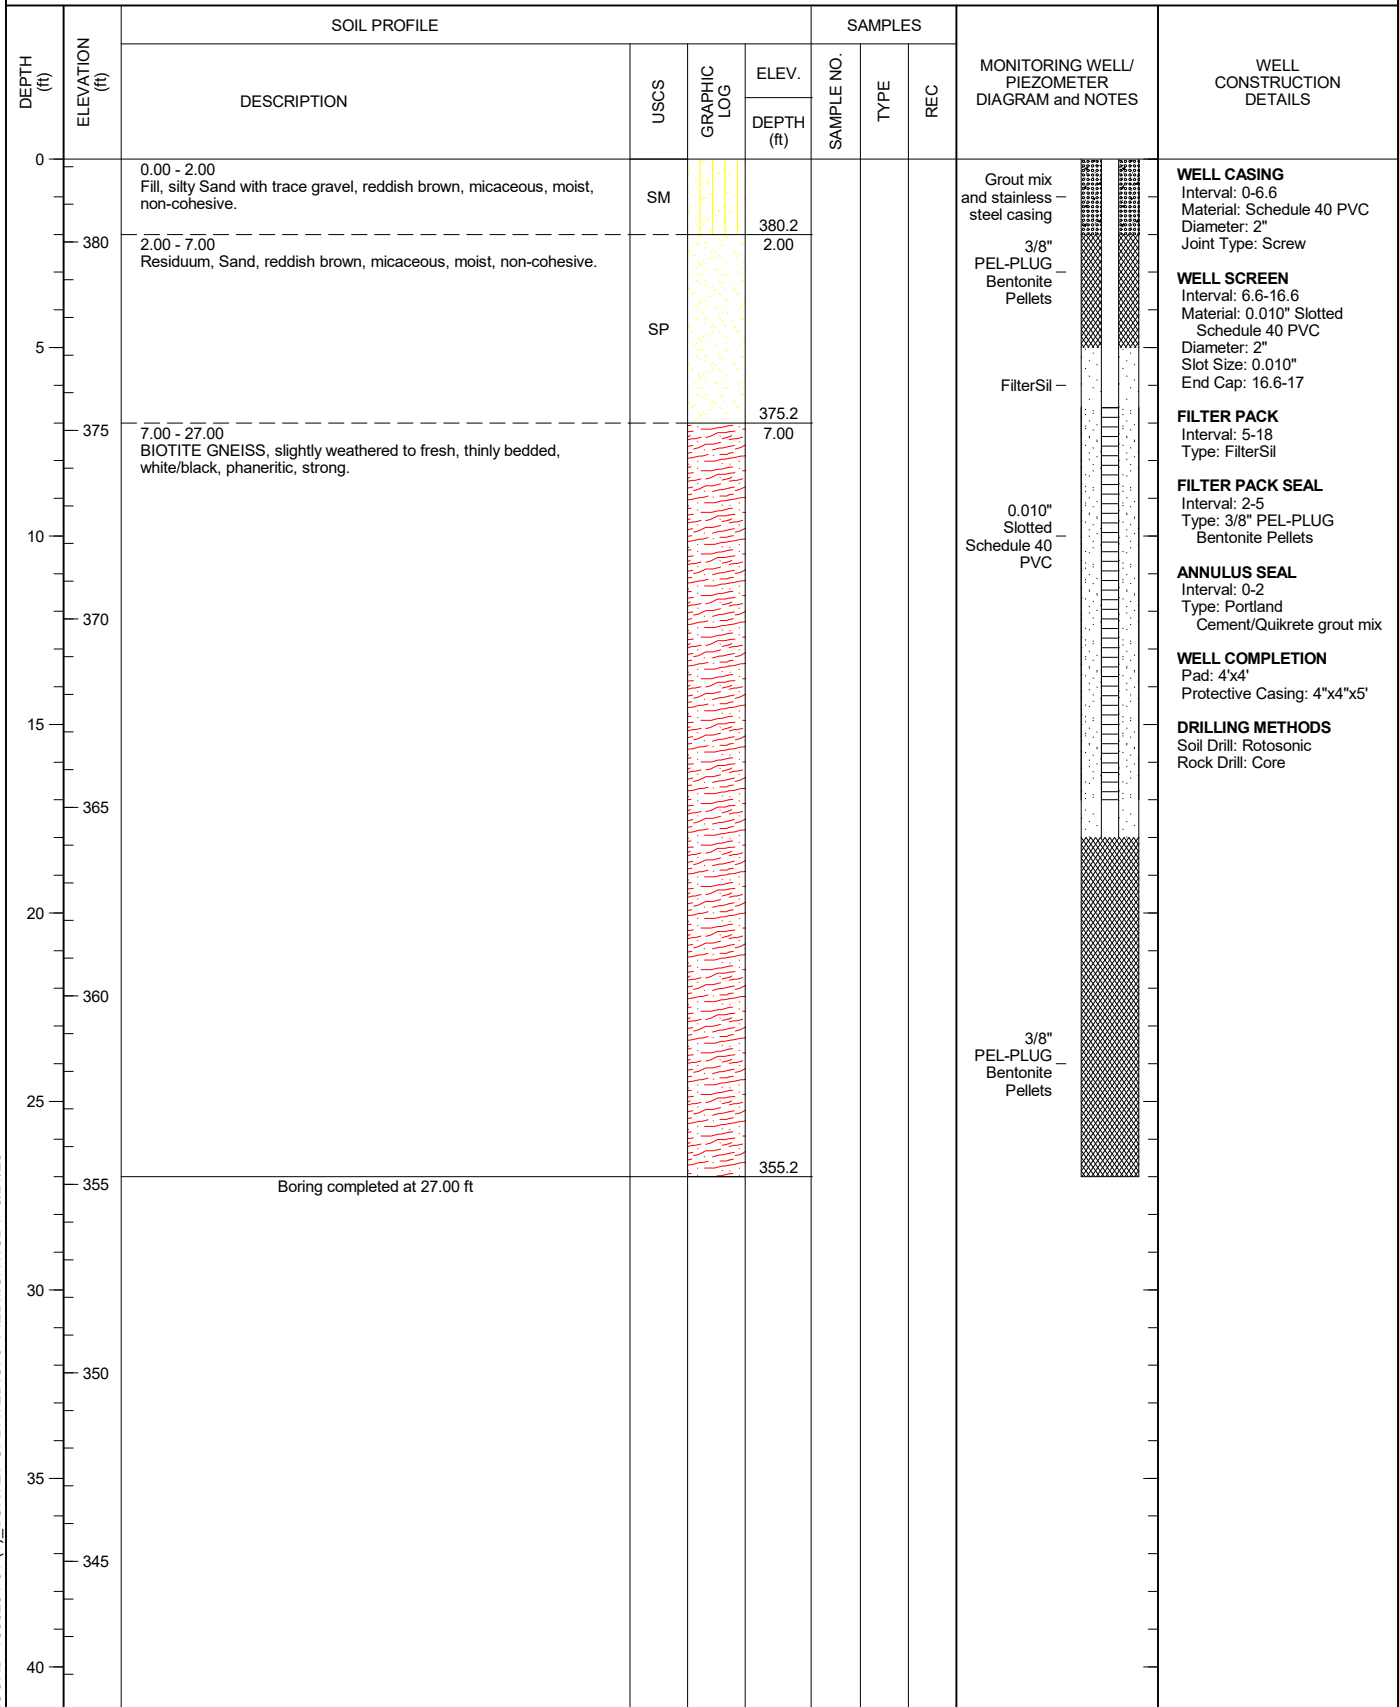 SOIL PROFILE
SAMPLES
DEPTH
(ft)
ELEVATION
(ft)
DESCRIPTION
USCS
GRAPHIC
LOG
ELEV.
DEPTH
(ft)
SAMPLE NO.
TYPE
REC
MONITORING WELL/
PIEZOMETER
DIAGRAM and NOTES
WELL
CONSTRUCTION
DETAILS
0
5
10
15
20
25
30
35
40
380
375
370
365
360
355
350
345
0.00 - 2.00
Fill, silty Sand with trace gravel, reddish brown, micaceous, moist,
non-cohesive.
SM
380.2
2.00
2.00 - 7.00
Residuum, Sand, reddish brown, micaceous, moist, non-cohesive.
SP
375.2
7.00
7.00 - 27.00
BIOTITE GNEISS, slightly weathered to fresh, thinly bedded,
white/black, phaneritic, strong.
355.2
Boring completed at 27.00 ft
Grout mix
and stainless
steel casing
3/8"
PEL-PLUG
Bentonite
Pellets
FilterSil
0.010"
Slotted
Schedule 40
PVC
3/8"
PEL-PLUG
Bentonite
Pellets
WELL CASING
Interval: 0-6.6
Material: Schedule 40 PVC
Diameter: 2"
Joint Type: Screw
WELL SCREEN
Interval: 6.6-16.6
Material: 0.010" Slotted
Schedule 40 PVC
Diameter: 2"
Slot Size: 0.010"
End Cap: 16.6-17
FILTER PACK
Interval: 5-18
Type: FilterSil
FILTER PACK SEAL
Interval: 2-5
Type: 3/8" PEL-PLUG
Bentonite Pellets
ANNULUS SEAL
Interval: 0-2
Type: Portland
Cement/Quikrete grout mix
WELL COMPLETION
Pad: 4'x4'
Protective Casing: 4"x4"x5'
DRILLING METHODS
Soil Drill: Rotosonic
Rock Drill: Core